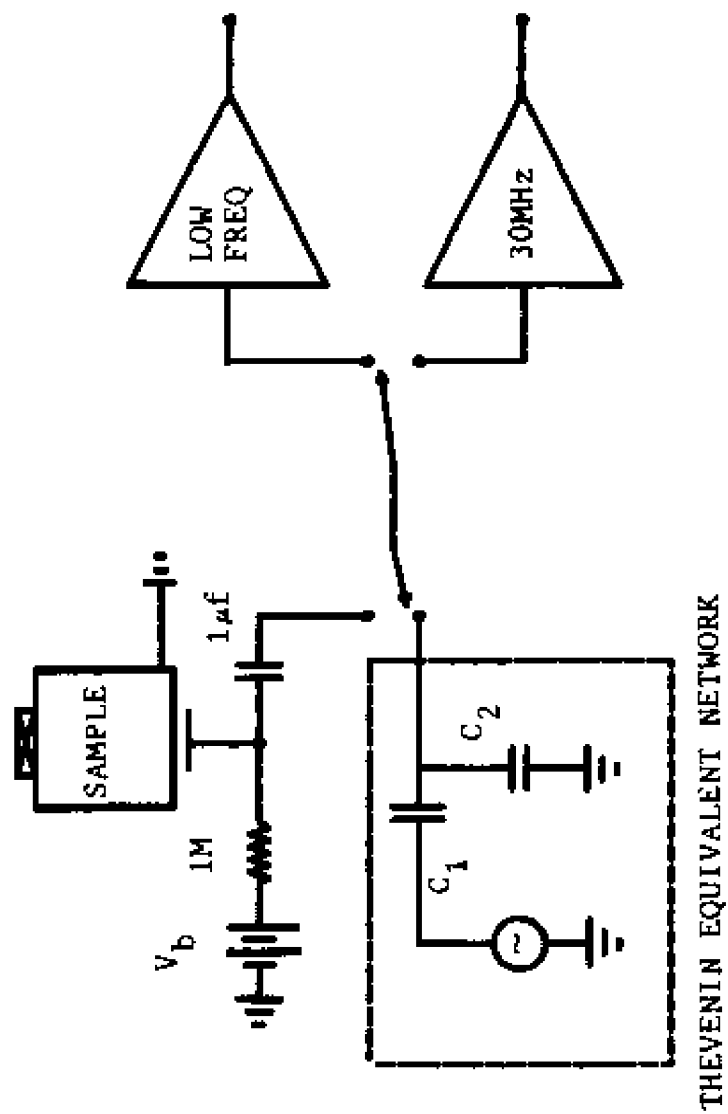 LOW
FREQ
30MHz
SAMPLE
1μf
1M
V_b
C_1
C_2
THEVENIN EQUIVALENT NETWORK